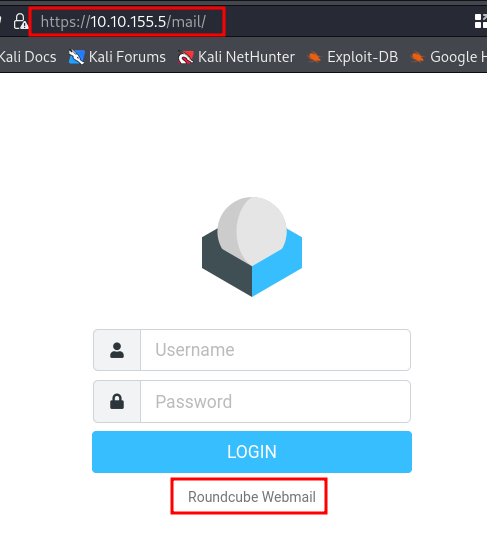 https://10.10.155.5/mail/
Kali Docs Kali Forums Kali NetHunter Exploit-DB Google H
Username
Password
LOGIN
Roundcube Webmail